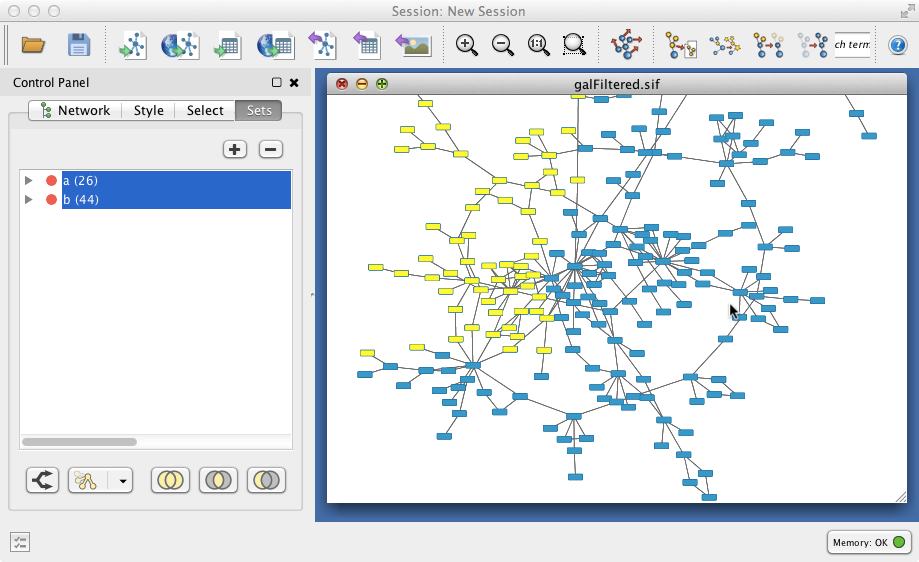 Session: New Session
ch term
Control Panel
Network
Style
Select
Sets
a (26)
b (44)
galFiltered.sif
Memory: OK